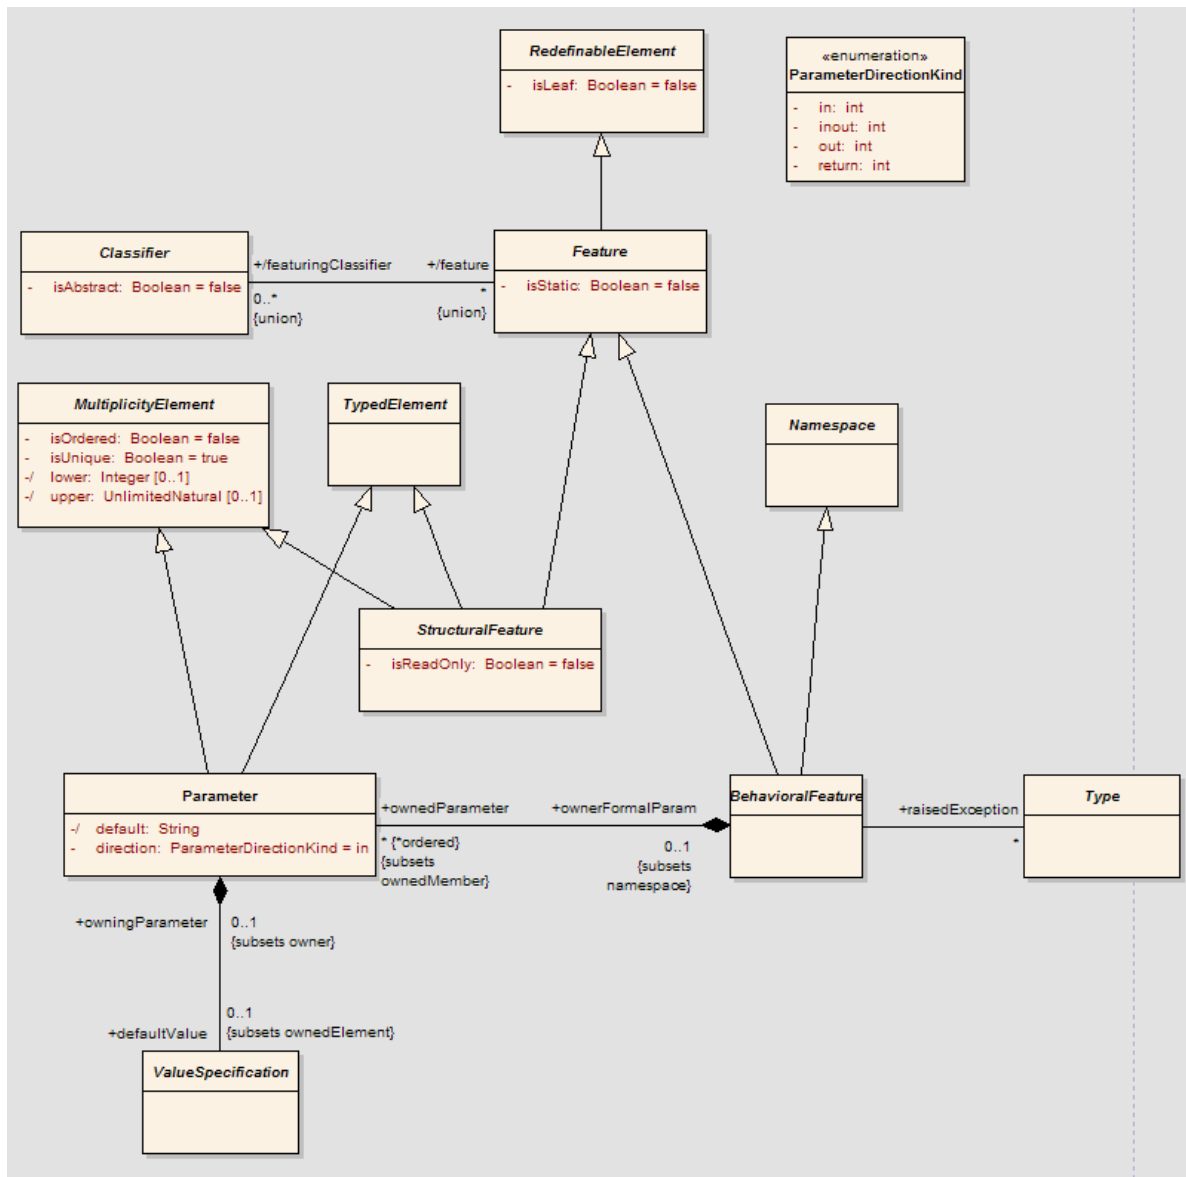 RedefinableElement
- isLeaf: Boolean = false
«enumeration»
ParameterDirectionKind
- in: int
- inout: int
- out: int
- return: int
Classifier
- isAbstract: Boolean = false
+/featuringClassifier
0..*
{union}
+/feature
*
{union}
Feature
- isStatic: Boolean = false
MultiplicityElement
- isOrdered: Boolean = false
- isUnique: Boolean = true
-/ lower: Integer [0..1]
-/ upper: UnlimitedNatural [0..1]
TypedElement
Namespace
StructuralFeature
- isReadOnly: Boolean = false
Parameter
-/ default: String
- direction: ParameterDirectionKind = in
+ownedParameter
* {*ordered}
{subsets
ownedMember}
+ownerFormalParam
0..1
{subsets
namespace}
BehavioralFeature
+raisedException
*
Type
+owningParameter
0..1
{subsets owner}
0..1
+defaultValue
{subsets ownedElement}
ValueSpecification